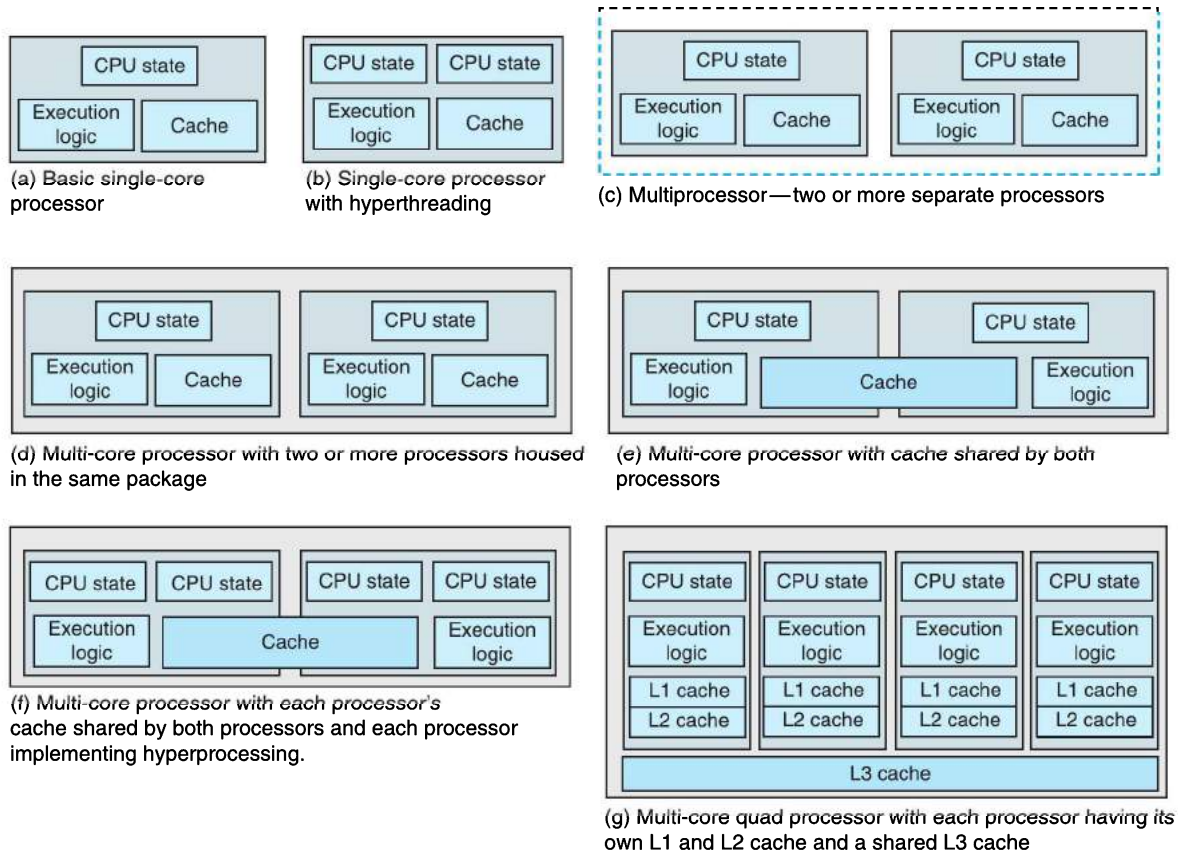 CPU state
Execution
logic
Cache
(a) Basic single-core
processor
CPU state
CPU state
Execution
logic
Cache
(b) Single-core processor
with hyperthreading
CPU state
Execution
logic
Cache
CPU state
Execution
logic
Cache
(c) Multiprocessor—two or more separate processors
CPU state
Execution
logic
Cache
CPU state
Execution
logic
Cache
(d) Multi-core processor with two or more processors housed
in the same package
CPU state
Execution
logic
Cache
CPU state
Execution
logic
(e) Multi-core processor with cache shared by both
processors
CPU state
CPU state
Execution
logic
Cache
CPU state
CPU state
Execution
logic
(f) Multi-core processor with each processor's
cache shared by both processors and each processor
implementing hyperprocessing.
CPU state
Execution
logic
L1 cache
L2 cache
CPU state
Execution
logic
L1 cache
L2 cache
CPU state
Execution
logic
L1 cache
L2 cache
CPU state
Execution
logic
L1 cache
L2 cache
L3 cache
(g) Multi-core quad processor with each processor having its
own L1 and L2 cache and a shared L3 cache